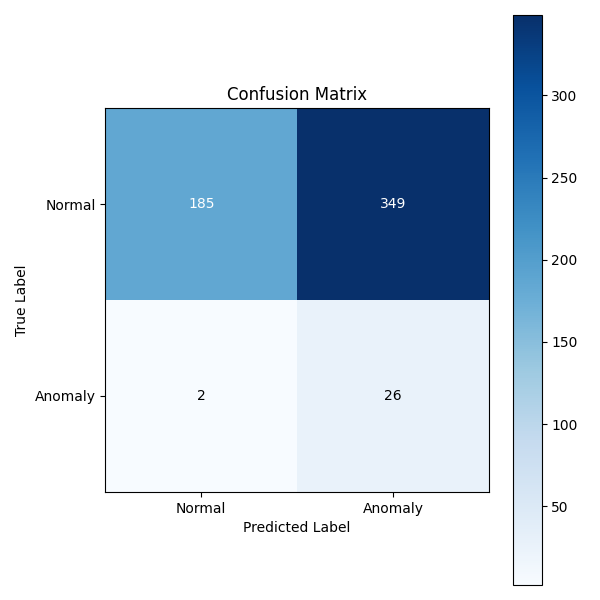 Confusion Matrix
True Label
Normal
185
349
Anomaly
2
26
Normal
Anomaly
Predicted Label
300
250
200
150
100
50